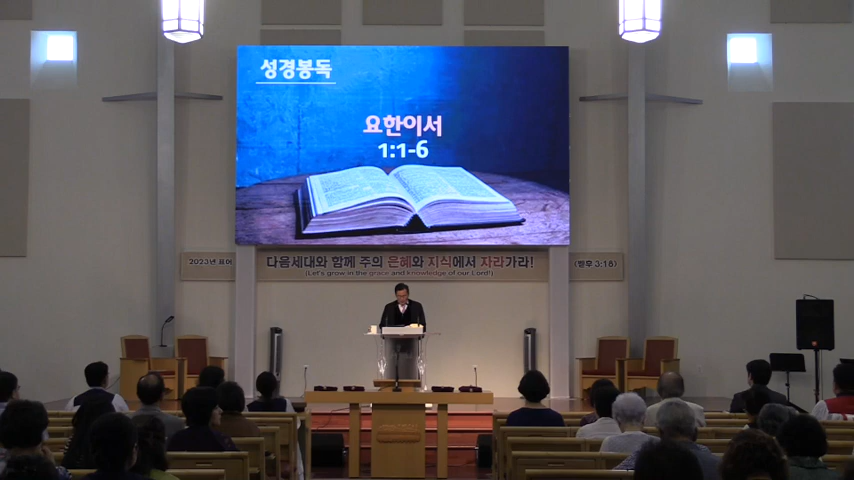 성경봉독
요한이서
1:1-6
2023년 표어
다음세대와 함께 주의 은혜와 지식에서 자라가라!
(Let's grow in the grace and knowledge of our Lord!)
(벧후 3:18)